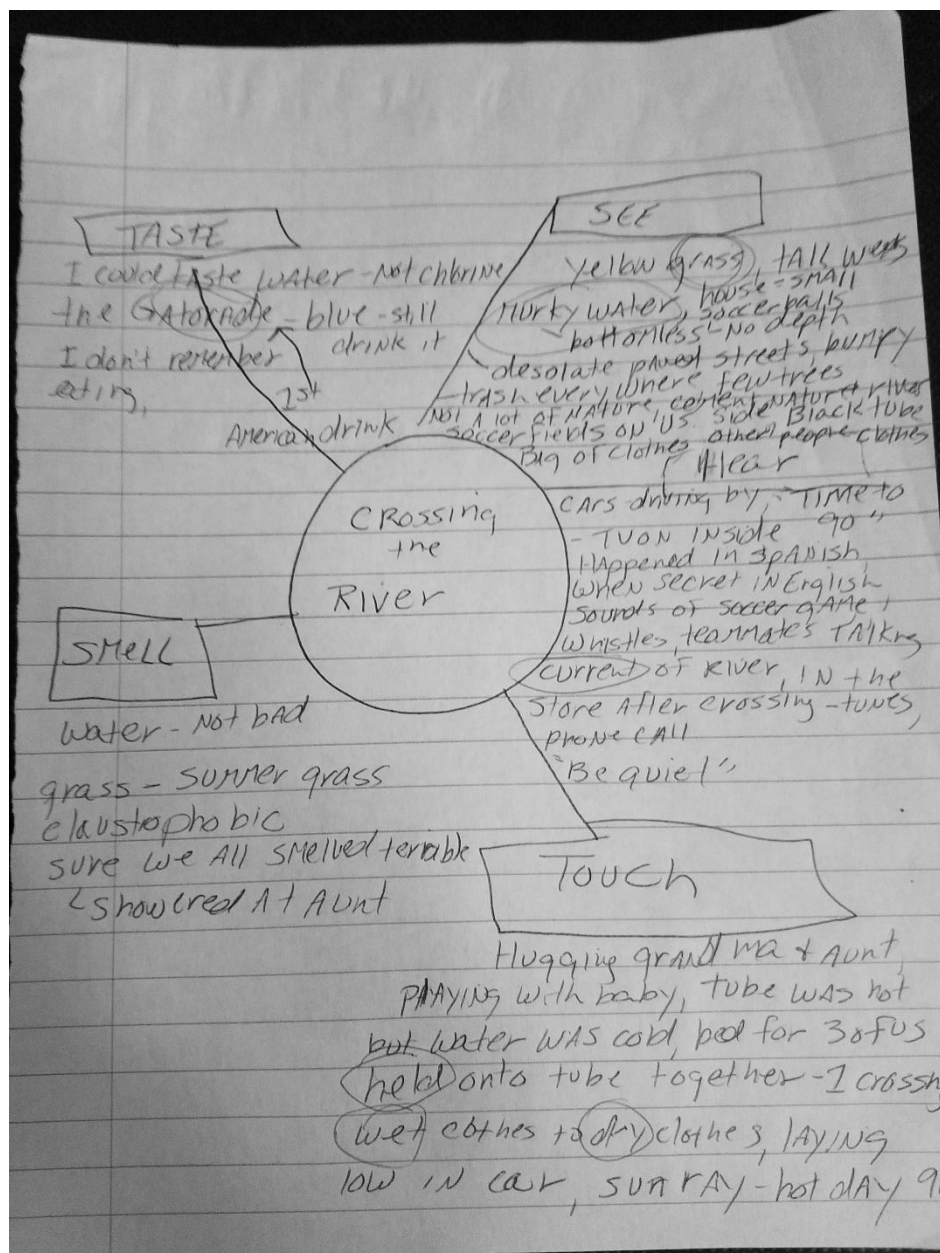 TASTE
I could taste water - Not chlorine
the Gatorade - blue - still
drink it
I don't remember
eating,
1st
American drink
SEE
Yellow grass, tall weeds
Murky water, house = small
bottomless - No depth, soccer balls
desolate paved streets, bumpy
trash everywhere, few trees
Not a lot of nature, cement, nature = river
soccer fields on US. side Black tube
Bag of clothes other people - clothes
Hear
Cars driving by, "Time to
- TV ON inside go"
Happened in Spanish,
when secret in English
Sounds of soccer game,
whistles, teammates talking
current of River, in the
store after crossing - tunes,
phone call
"Be quiet"
Crossing
the
River
SMELL
water - Not bad
grass - summer grass
claustrophobic
sure we all smelved terrible
showered At Aunt
Touch
Hugging grandma & Aunt,
Playing with baby, tube was hot
but water was cold, bed for 3 of us
held onto tube together - 1 crossing
wet clothes to dry clothes, laying
low in car, sun ray - hot day